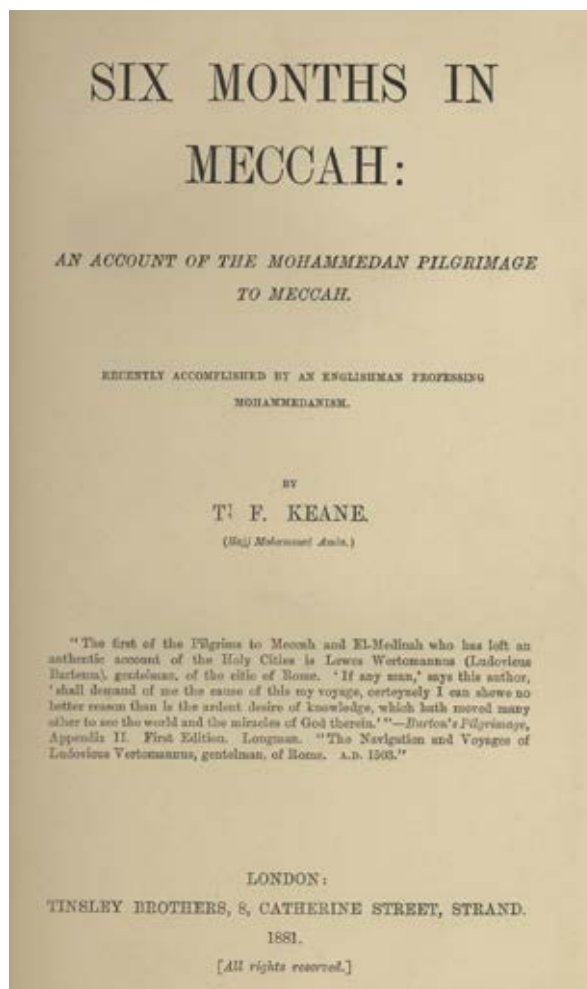 SIX MONTHS IN
MECCAH:
AN ACCOUNT OF THE MOHAMMEDAN PILGRIMAGE
TO MECCAH.
RECENTLY ACCOMPLISHED BY AN ENGLISHMAN PROFESSING
MOHAMMEDANISM.
BY
T. F. KEANE.
(Hajj Mohammed Amin.)
"The first of the Pilgrims to Meccah and El-Medinah who has left an
authentic account of the Holy Cities is Lewes Wertomannus (Ludovicus
Bartema), gentelman, of the citie of Rome. 'If any man,' says this author,
'shall demand of me the cause of this my voyage, certeynely I can shewe no
better reason than is the ardent desire of knowledge, which hath moved many
other to see the world and the miracles of God therein.'"—Burton's Pilgrimage,
Appendix II. First Edition. Longman. "The Navigation and Voyages of
Ludovicus Vertomannus, gentelman, of Rome. A.D. 1503."
LONDON:
TINSLEY BROTHERS, 8, CATHERINE STREET, STRAND.
1881.
[All rights reserved.]